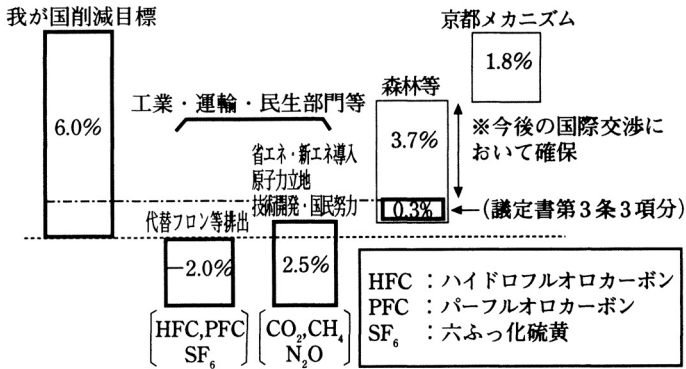 我が国削減目標
6.0%
工業・運輸・民生部門等
代替フロン等排出
−2.0%
[HFC,PFC
SF₆]
省エネ・新エネ導入
原子力立地
技術開発・国民努力
2.5%
[CO₂,CH₄
N₂O]
森林等
3.7%
0.3%
京都メカニズム
1.8%
※今後の国際交渉に
おいて確保
(議定書第3条3項分)
HFC :ハイドロフルオロカーボン
PFC :パーフルオロカーボン
SF₆ :六ふっ化硫黄